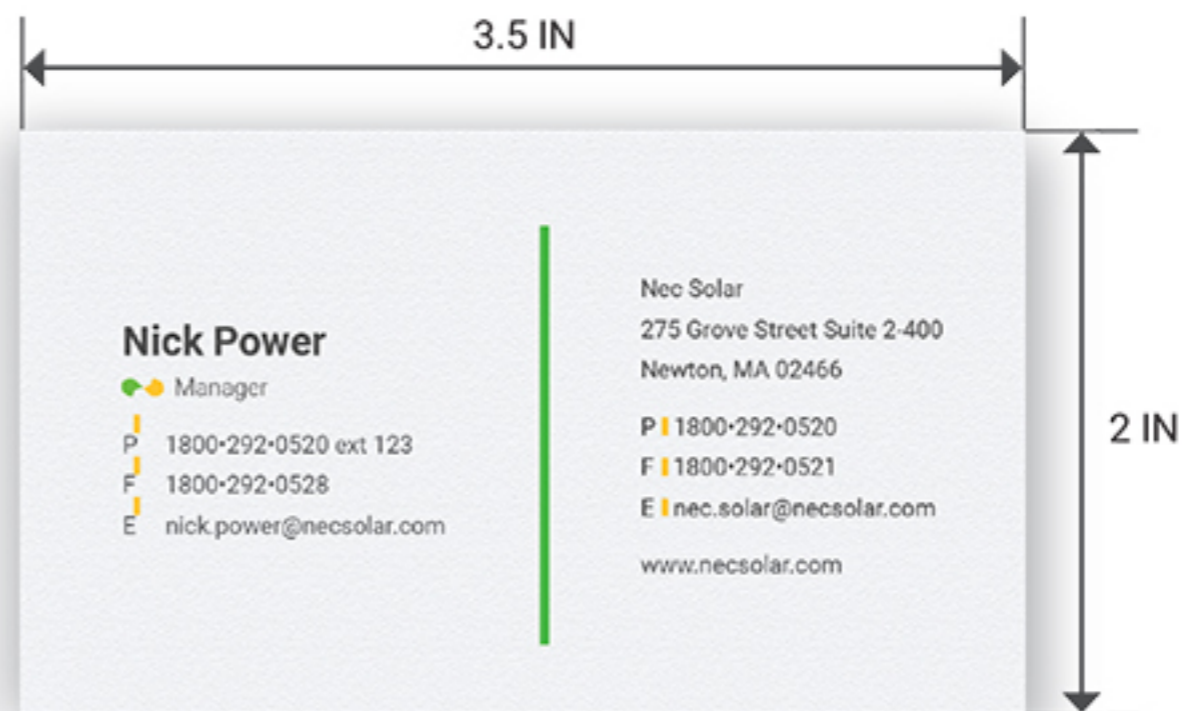 3.5 IN
Nick Power
Manager
P 1800•292•0520 ext 123
F 1800•292•0528
E nick.power@necsolar.com
Nec Solar
275 Grove Street Suite 2-400
Newton, MA 02466
P 1800•292•0520
F 1800•292•0521
E nec.solar@necsolar.com
www.necsolar.com
2 IN